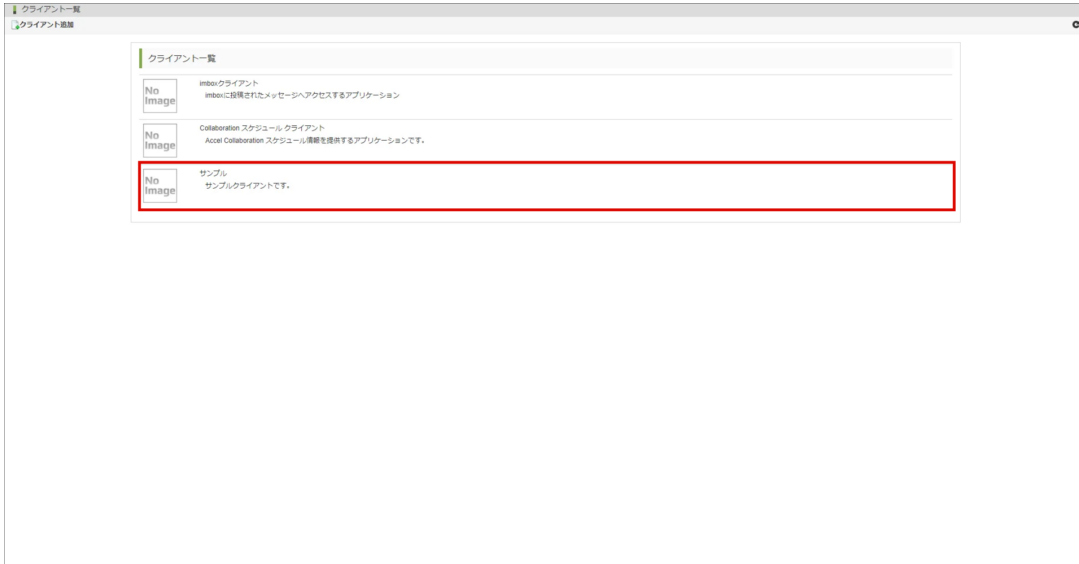 クライアント一覧
クライアント追加
クライアント一覧
No
Image
imboxクライアント
imboxに投稿されたメッセージへアクセスするアプリケーション
No
Image
Collaboration スケジュール クライアント
Accel Collaboration スケジュール情報を提供するアプリケーションです。
No
Image
サンプル
サンプルクライアントです。